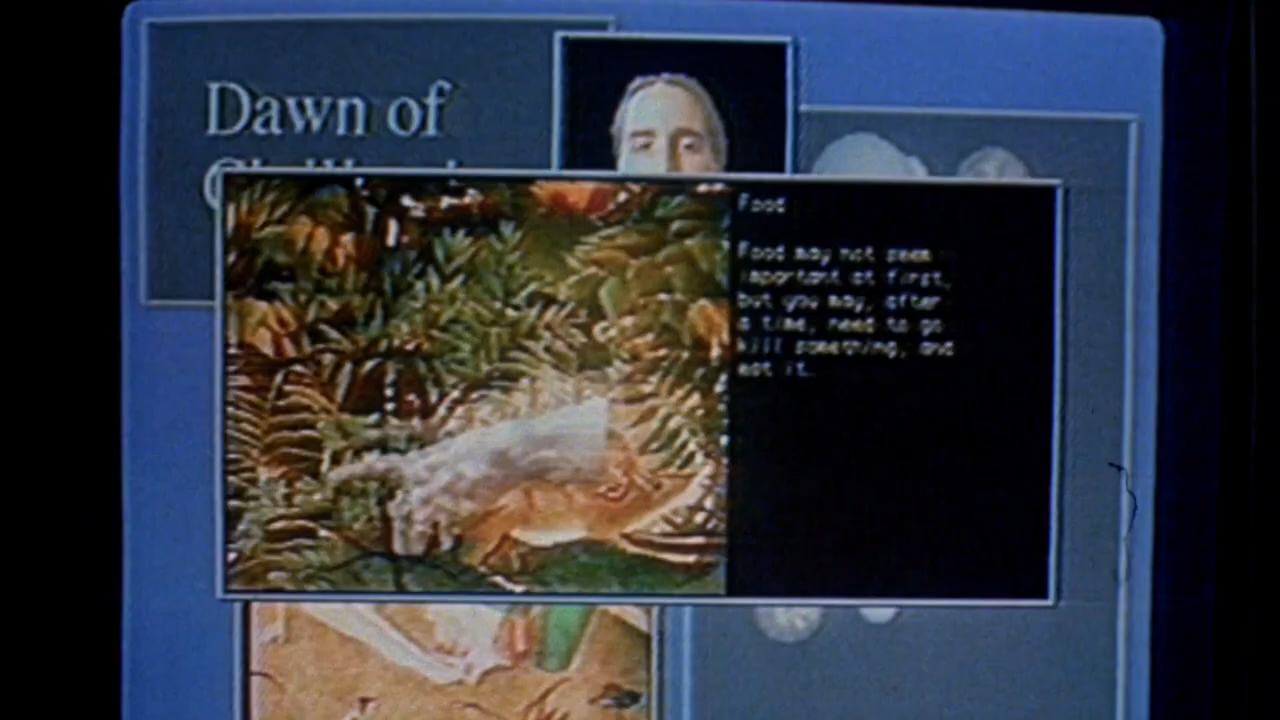 Dawn of
Food
Food may not seem
important at first,
but you may, after
a time, need to go
kill something, and
eat it.